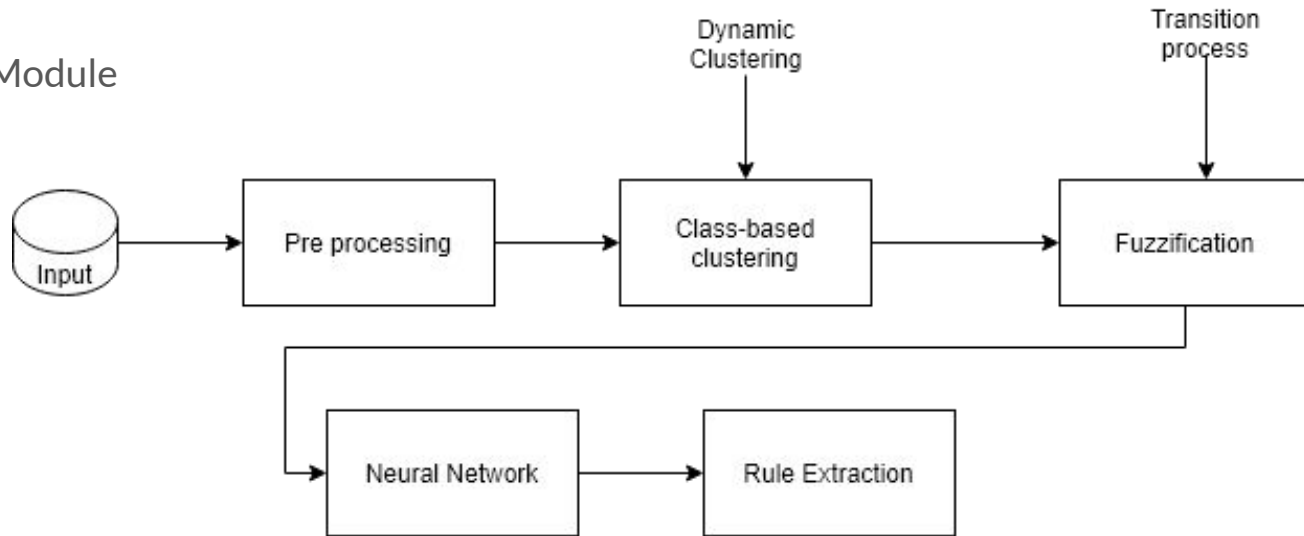 Module
Dynamic
Clustering
Transition
process
Input
Pre processing
Class-based
clustering
Fuzzification
Neural Network
Rule Extraction